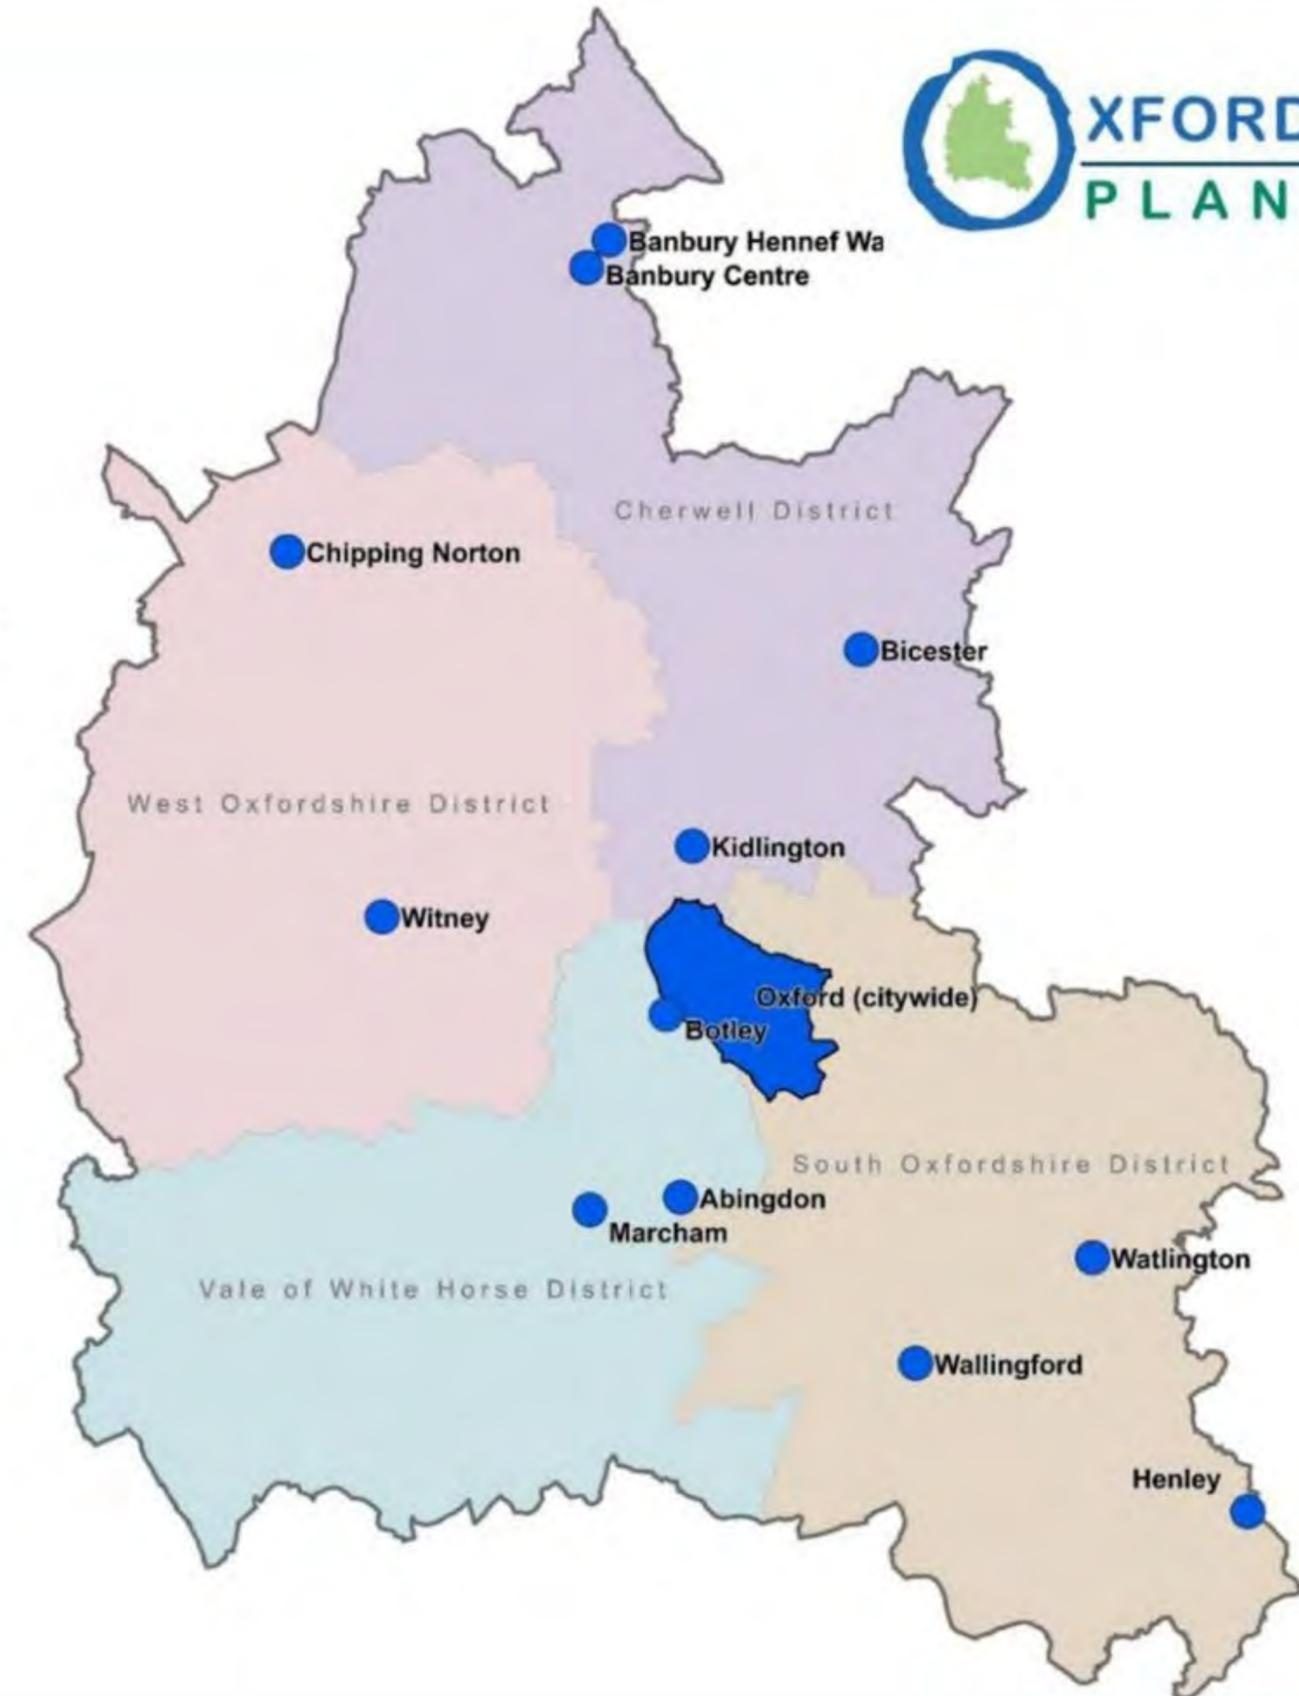 XFORD
PLAN
Banbury Hennef Wa
Banbury Centre
Cherwell District
Chipping Norton
Bicester
West Oxfordshire District
Kidlington
Witney
Oxford (citywide)
Botley
South Oxfordshire District
Abingdon
Marcham
Watlington
Vale of White Horse District
Wallingford
Henley